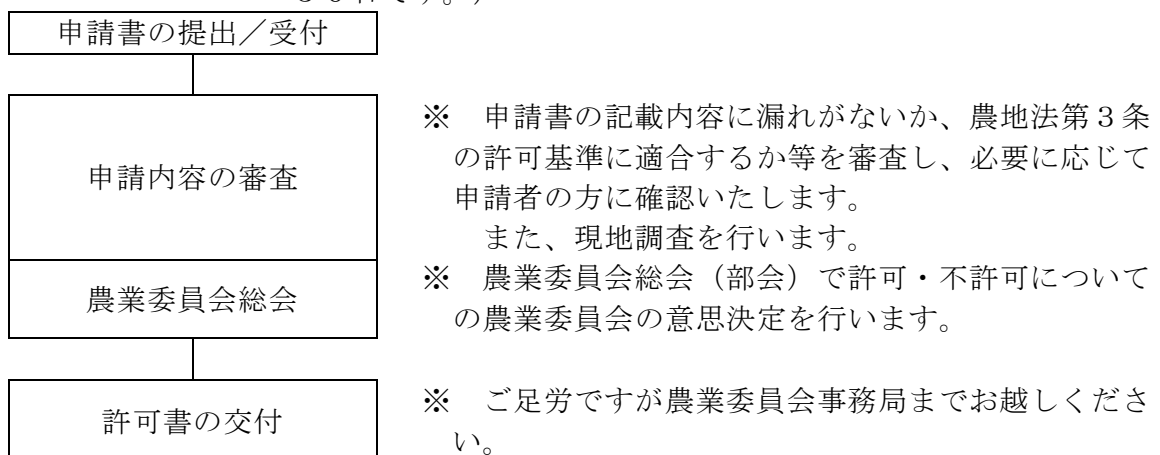 申請書の提出／受付
申請内容の審査
※　申請書の記載内容に漏れがないか、農地法第３条
の許可基準に適合するか等を審査し、必要に応じて
申請者の方に確認いたします。
また、現地調査を行います。
農業委員会総会
※　農業委員会総会（部会）で許可・不許可について
の農業委員会の意思決定を行います。
許可書の交付
※　ご足労ですが農業委員会事務局までお越しくださ
い。